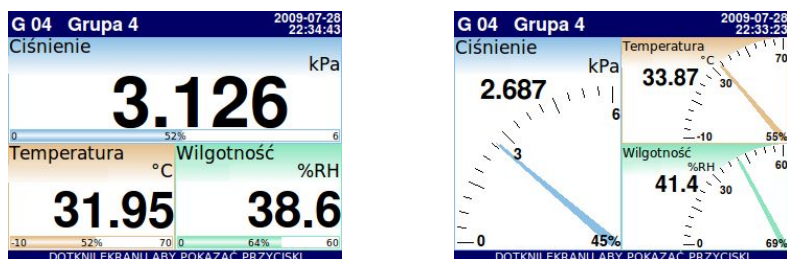 G 04 Grupa 4
2009-07-28
22:34:43
Ciśnienie
kPa
3.126
0 52% 6
Temperatura
°C
31.95
-10 52% 70
Wilgotność
%RH
38.6
0 64% 60
DOTKNIJ EKRANU ABY POKAZAĆ PRZYCISKI
G 04 Grupa 4
2009-07-28
22:33:23
Ciśnienie
kPa
2.687
6
3
0
45%
Temperatura
°C
70
33.87
30
-10
55%
Wilgotność
%RH
60
41.4
30
0
69%
DOTKNIJ EKRANU ABY POKAZAĆ PRZYCISKI